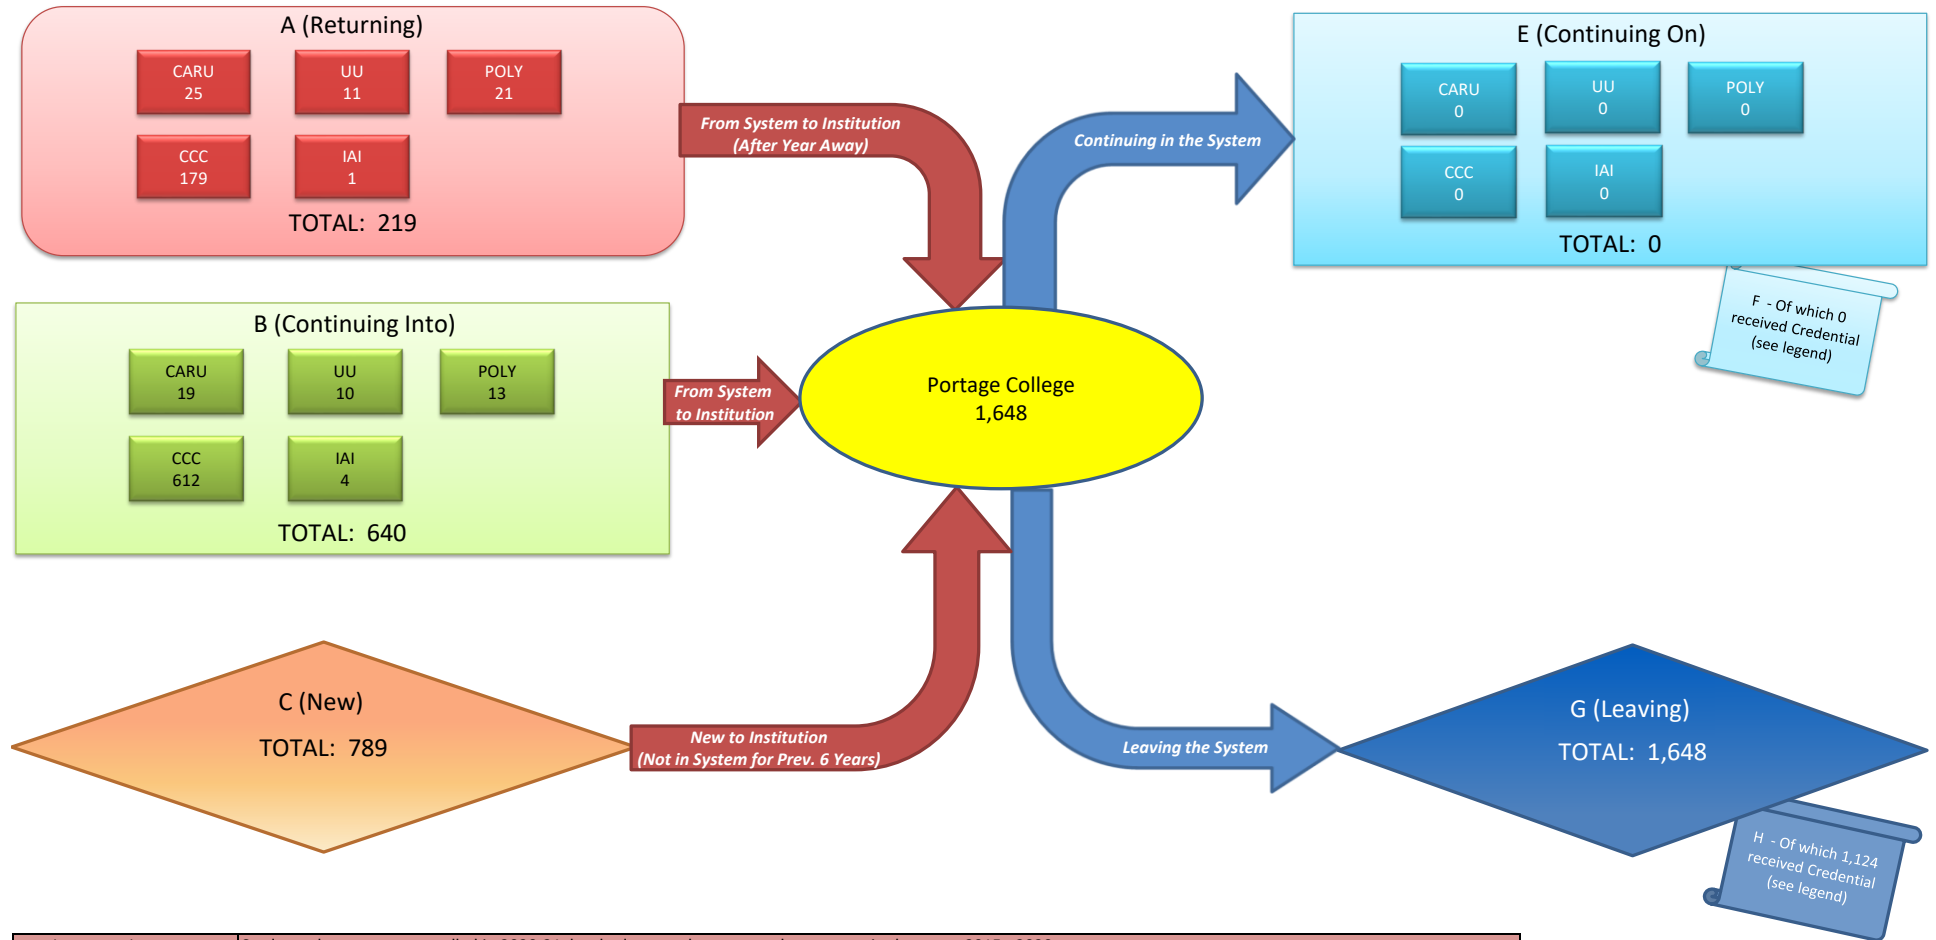 A (Returning)
CARU
25
UU
11
POLY
21
CCC
179
IAI
1
TOTAL: 219
From System to Institution
(After Year Away)
B (Continuing Into)
CARU
19
UU
10
POLY
13
CCC
612
IAI
4
TOTAL: 640
From System
to Institution
C (New)
TOTAL: 789
New to Institution
(Not in System for Prev. 6 Years)
Portage College
1,648
Continuing in the System
E (Continuing On)
CARU
0
UU
0
POLY
0
CCC
0
IAI
0
TOTAL: 0
F - Of which 0
received Credential
(see legend)
Leaving the System
G (Leaving)
TOTAL: 1,648
H - Of which 1,124
received Credential
(see legend)